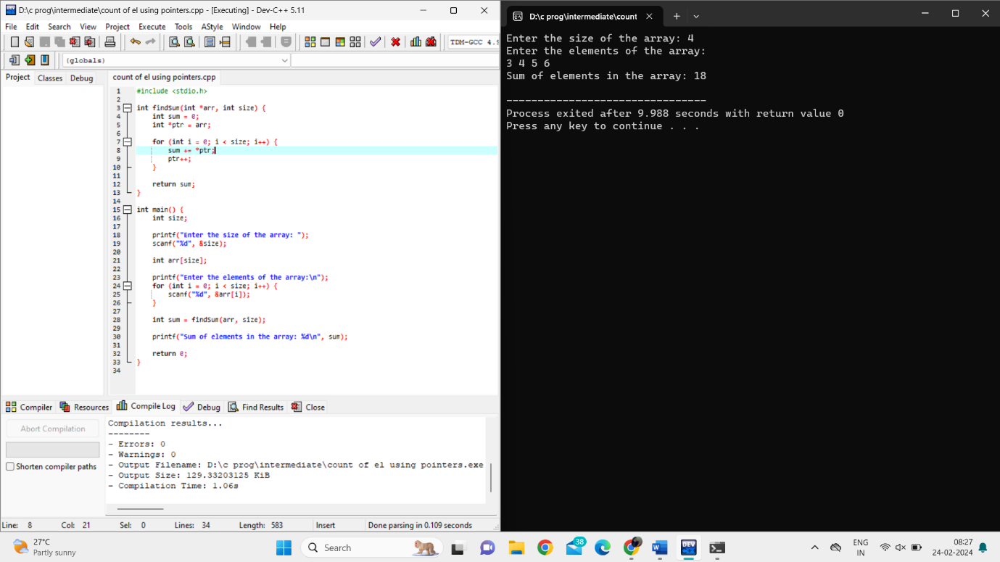 D:\c prog\intermediate\count of el using pointers.cpp - [Executing] - Dev-C++ 5.11
File Edit Search View Project Execute Tools AStyle Window Help
TDM-GCC 4.9
(globals)
Project Classes Debug
count of el using pointers.cpp
1 #include <stdio.h>
2
3 int findSum(int *arr, int size) {
4 int sum = 0;
5 int *ptr = arr;
6
7 for (int i = 0; i < size; i++) {
8 sum += *ptr;
9 ptr++;
10 }
11
12 return sum;
13 }
14
15 int main() {
16 int size;
17
18 printf("Enter the size of the array: ");
19 scanf("%d", &size);
20
21 int arr[size];
22
23 printf("Enter the elements of the array:\n");
24 for (int i = 0; i < size; i++) {
25 scanf("%d", &arr[i]);
26 }
27
28 int sum = findSum(arr, size);
29
30 printf("Sum of elements in the array: %d\n", sum);
31
32 return 0;
33 }
34
Compiler Resources Compile Log Debug Find Results Close
Abort Compilation
Shorten compiler paths
Compilation results...
--------
- Errors: 0
- Warnings: 0
- Output Filename: D:\c prog\intermediate\count of el using pointers.exe
- Output Size: 129.33203125 KiB
- Compilation Time: 1.06s
Line: 8 Col: 21 Sel: 0 Lines: 34 Length: 583 Insert Done parsing in 0.109 seconds
D:\c prog\intermediate\count
Enter the size of the array: 4
Enter the elements of the array:
3 4 5 6
Sum of elements in the array: 18
--------------------------------
Process exited after 9.988 seconds with return value 0
Press any key to continue . . .
27°C
Partly sunny
Search
38
DEV
ENG
IN
08:27
24-02-2024